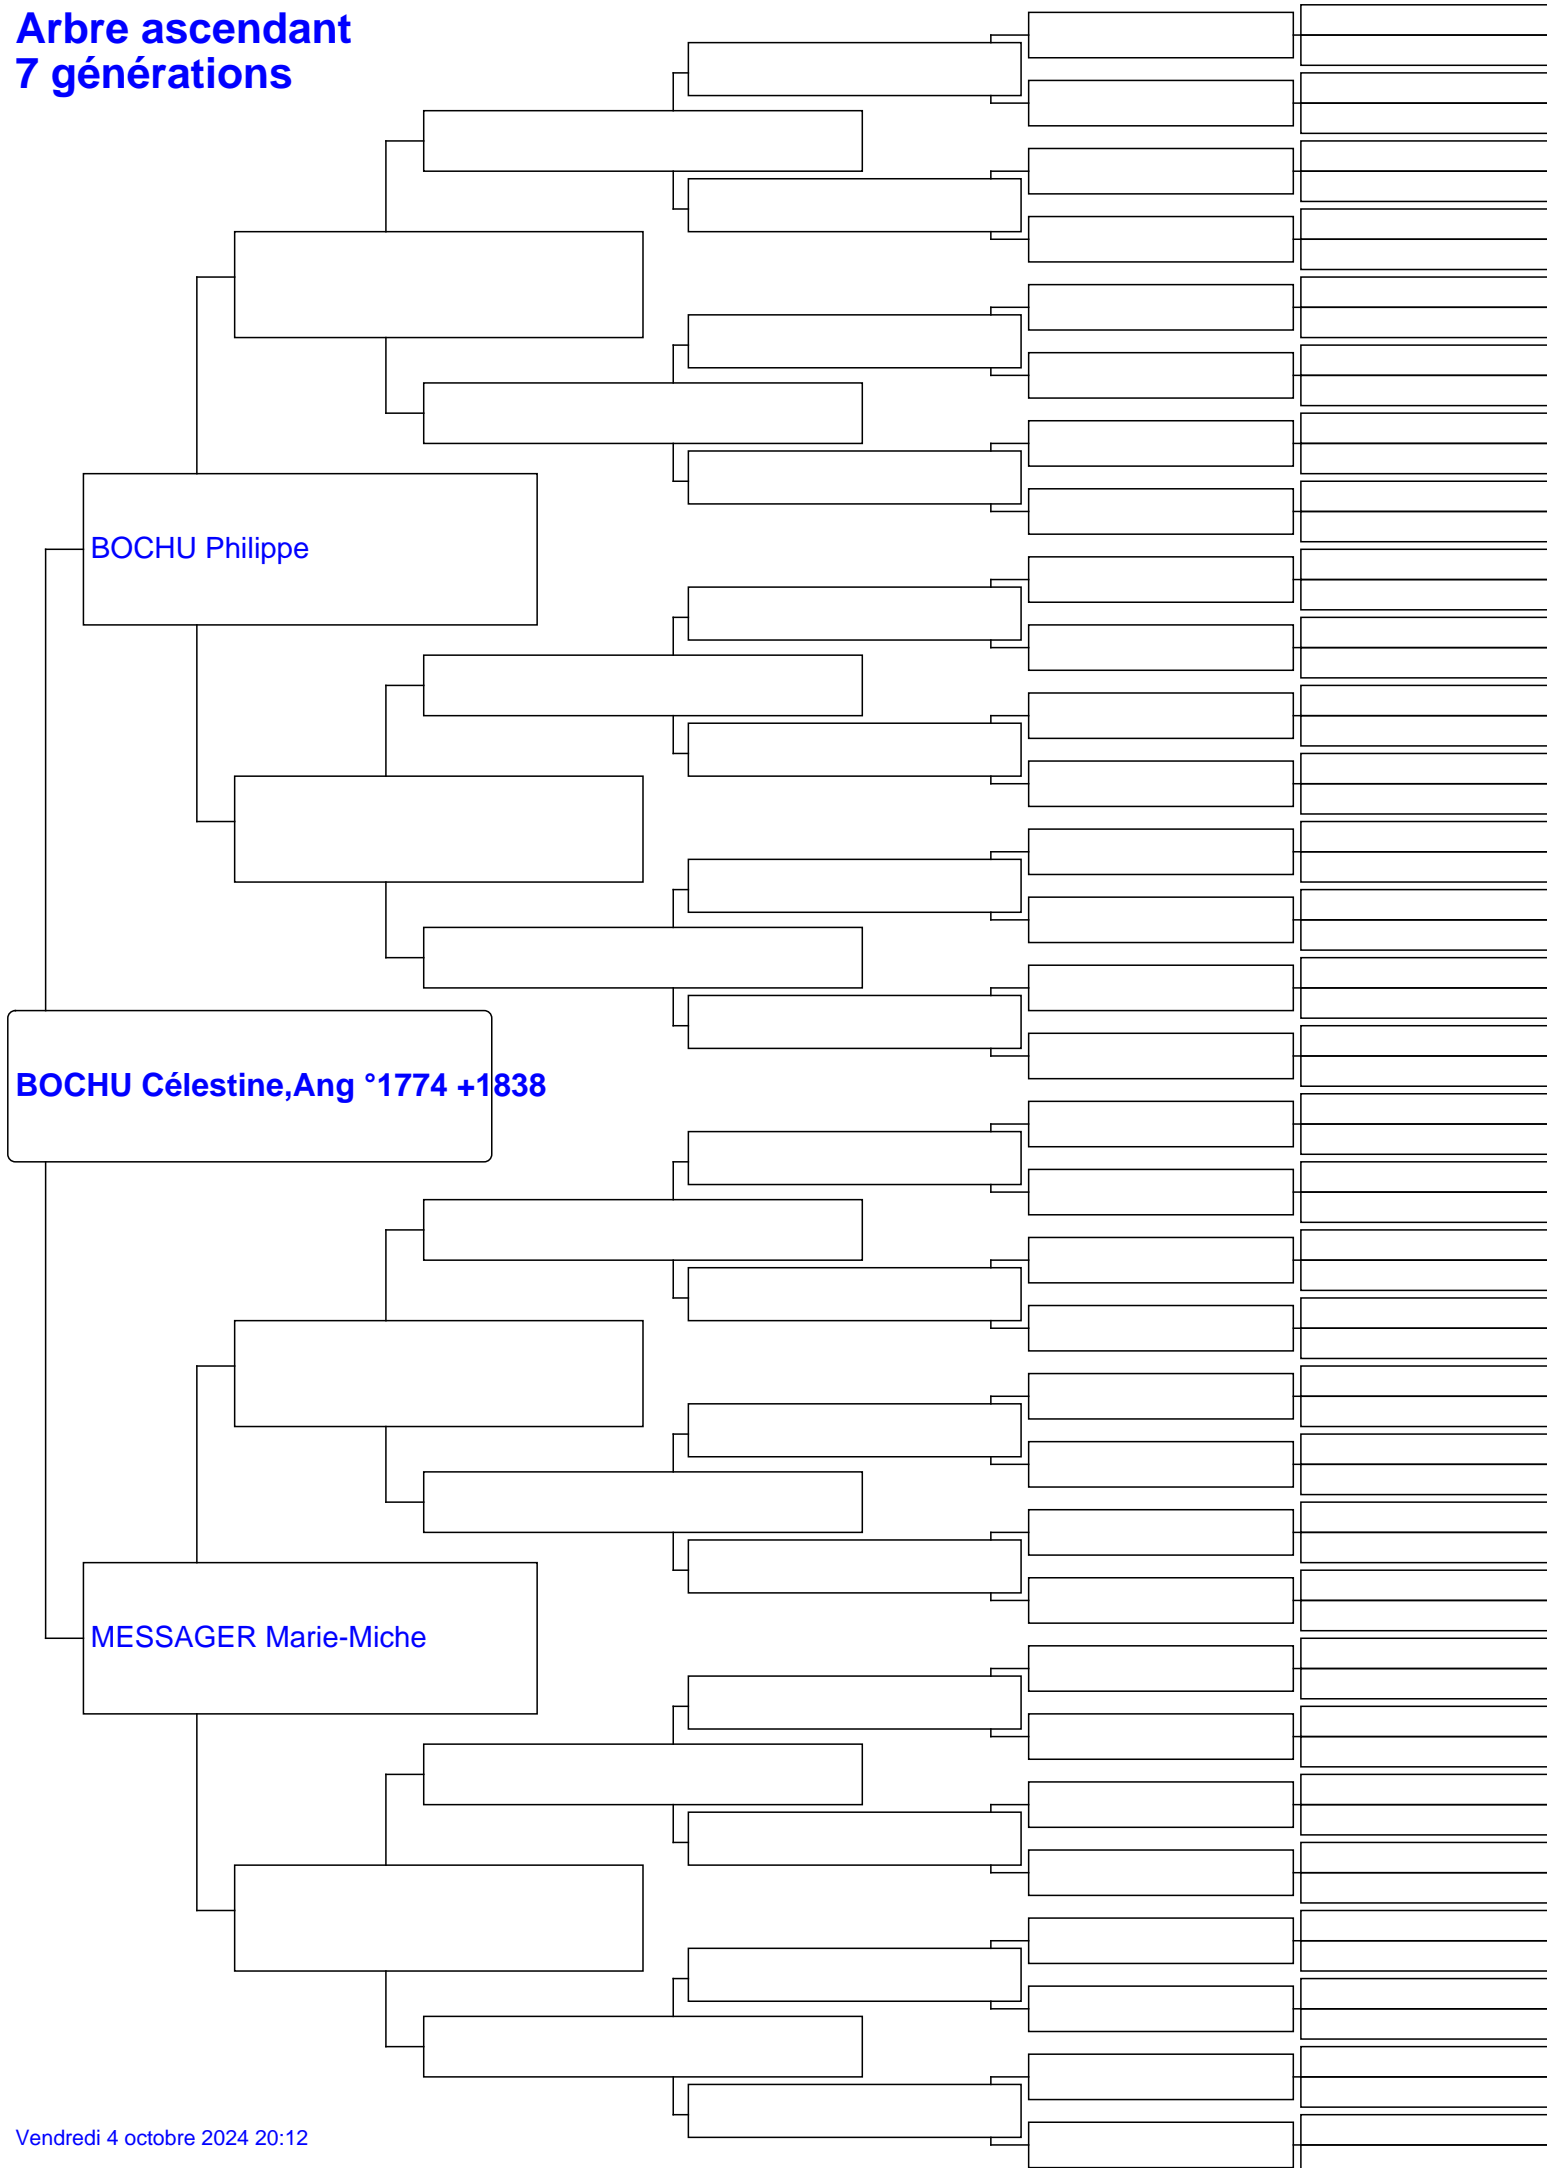 Arbre ascendant
7 générations
BOCHU Philippe
BOCHU Célestine,Ang °1774 +1838
MESSAGER Marie-Miche
Vendredi 4 octobre 2024 20:12